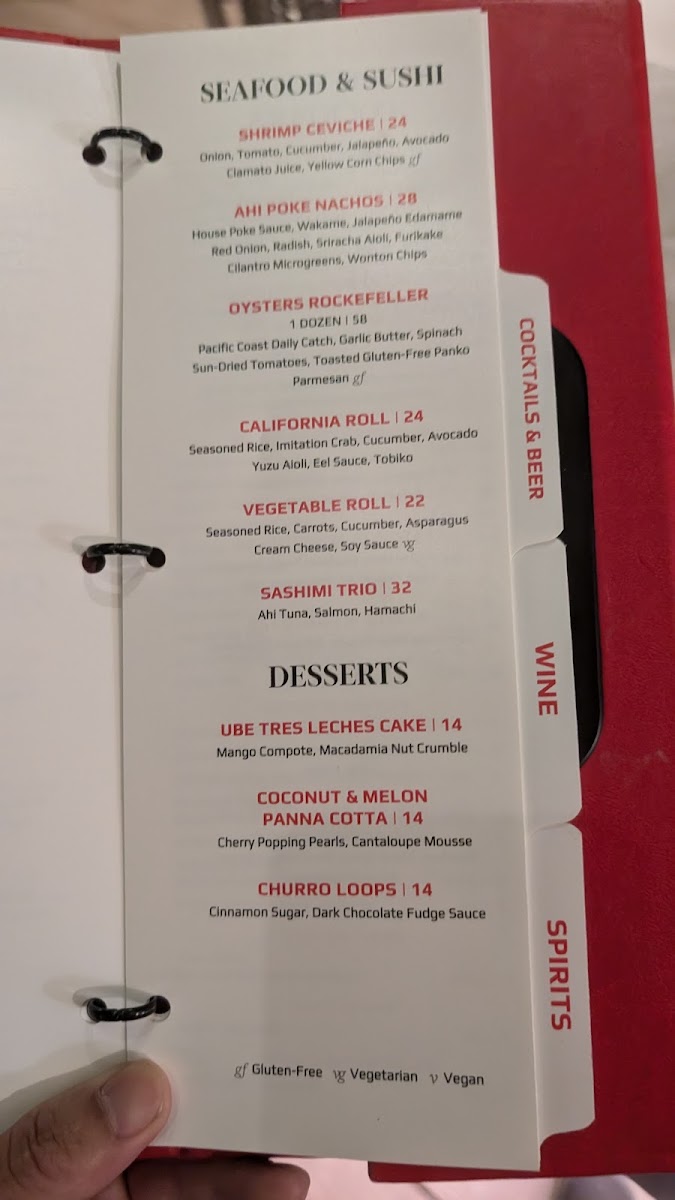 SEAFOOD & SUSHI
SHRIMP CEVICHE | 24
Onion, Tomato, Cucumber, Jalapeño, Avocado
Clamato Juice, Yellow Corn Chips gf
AHI POKE NACHOS | 28
House Poke Sauce, Wakame, Jalapeño Edamame
Red Onion, Radish, Sriracha Aioli, Furikake
Cilantro Microgreens, Wonton Chips
OYSTERS ROCKEFELLER
1 DOZEN | 58
Pacific Coast Daily Catch, Garlic Butter, Spinach
Sun-Dried Tomatoes, Toasted Gluten-Free Panko
Parmesan gf
CALIFORNIA ROLL | 24
Seasoned Rice, Imitation Crab, Cucumber, Avocado
Yuzu Aioli, Eel Sauce, Tobiko
VEGETABLE ROLL | 22
Seasoned Rice, Carrots, Cucumber, Asparagus
Cream Cheese, Soy Sauce vg
SASHIMI TRIO | 32
Ahi Tuna, Salmon, Hamachi
DESSERTS
UBE TRES LECHES CAKE | 14
Mango Compote, Macadamia Nut Crumble
COCONUT & MELON
PANNA COTTA | 14
Cherry Popping Pearls, Cantaloupe Mousse
CHURRO LOOPS | 14
Cinnamon Sugar, Dark Chocolate Fudge Sauce
gf Gluten-Free vg Vegetarian v Vegan
COCKTAILS & BEER
WINE
SPIRITS